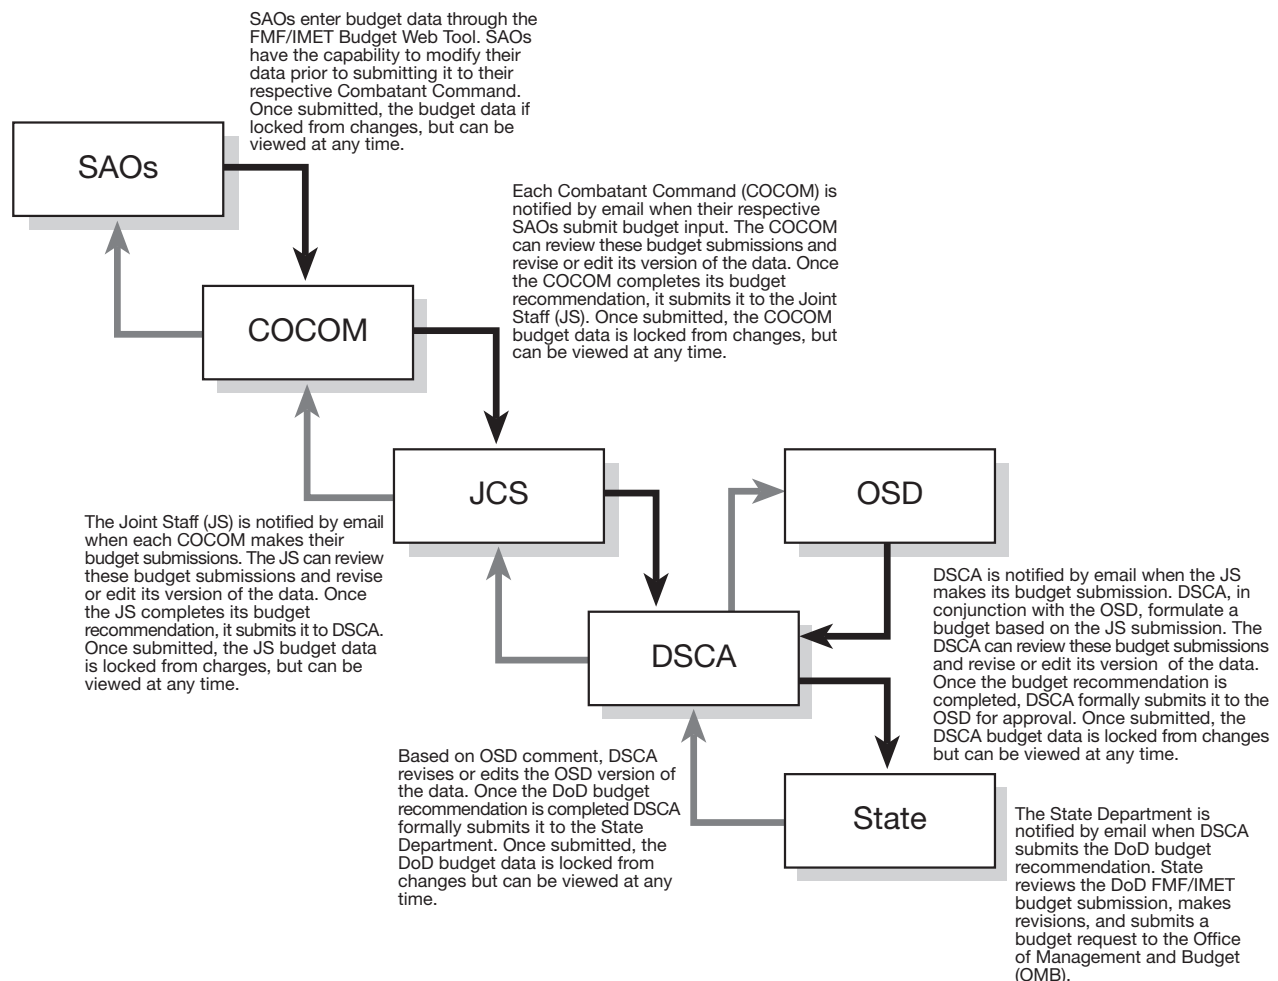 SAOs enter budget data through the
FMF/IMET Budget Web Tool. SAOs
have the capability to modify their
data prior to submitting it to their
respective Combatant Command.
Once submitted, the budget data if
locked from changes, but can be
viewed at any time.
SAOs
Each Combatant Command (COCOM) is
notified by email when their respective
SAOs submit budget input. The COCOM
can review these budget submissions and
revise or edit its version of the data. Once
the COCOM completes its budget
recommendation, it submits it to the Joint
Staff (JS). Once submitted, the COCOM
budget data is locked from changes, but
can be viewed at any time.
COCOM
JCS
OSD
The Joint Staff (JS) is notified by email
when each COCOM makes their
budget submissions. The JS can review
these budget submissions and revise
or edit its version of the data. Once
the JS completes its budget
recommendation, it submits it to DSCA.
Once submitted, the JS budget data
is locked from charges, but can be
viewed at any time.
DSCA is notified by email when the JS
makes its budget submission. DSCA, in
conjunction with the OSD, formulate a
budget based on the JS submission. The
DSCA can review these budget submissions
and revise or edit its version of the data.
Once the budget recommendation is
completed, DSCA formally submits it to the
OSD for approval. Once submitted, the
DSCA budget data is locked from changes
but can be viewed at any time.
DSCA
Based on OSD comment, DSCA
revises or edits the OSD version of
the data. Once the DoD budget
recommendation is completed DSCA
formally submits it to the State
Department. Once submitted, the
DoD budget data is locked from
changes but can be viewed at any
time.
State
The State Department is
notified by email when DSCA
submits the DoD budget
recommendation. State
reviews the DoD FMF/IMET
budget submission, makes
revisions, and submits a
budget request to the Office
of Management and Budget
(OMB).